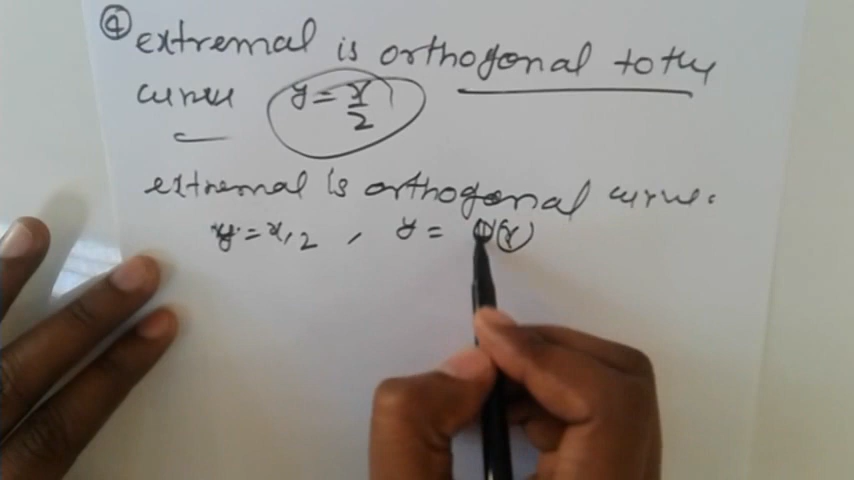 ④ extremal is orthogonal to the
curve y = x/2
extremal is orthogonal curve.
y = x/2 , y = Φ(x)